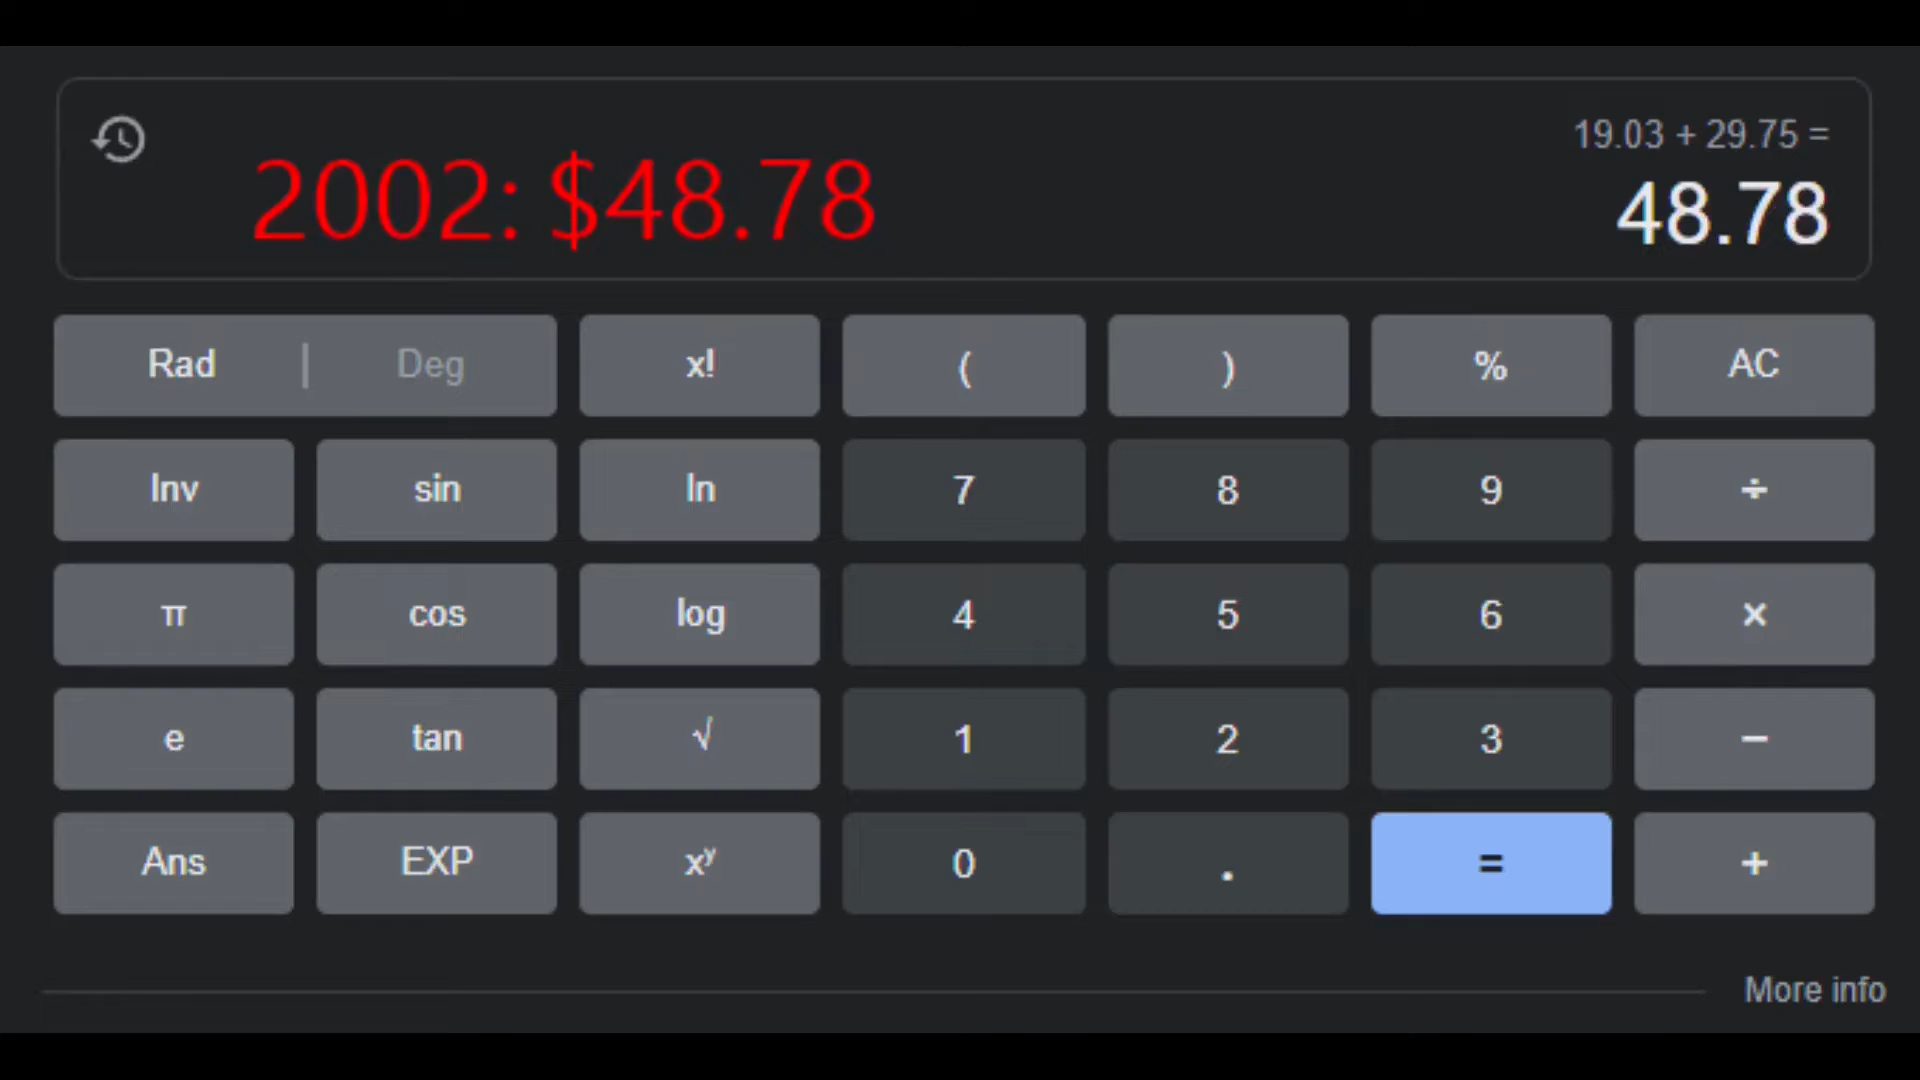 19.03 + 29.75 =
2002: $48.78
48.78
Rad | Deg x! ( ) % AC
Inv sin ln 7 8 9 ÷
π cos log 4 5 6 ×
e tan √ 1 2 3 −
Ans EXP xʸ 0 . = +
More info